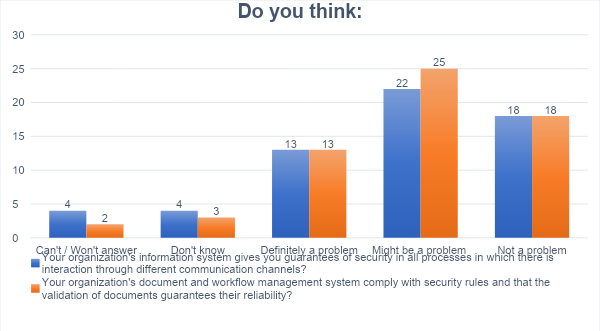 Do you think:
30
25
20
15
10
5
0
4
2
4
3
13
13
22
25
18
18
Can't / Won't answer
Don't know
Definitely a problem
Might be a problem
Not a problem
Your organization's information system gives you guarantees of security in all processes in which there is
interaction through different communication channels?
Your organization's document and workflow management system comply with security rules and that the
validation of documents guarantees their reliability?